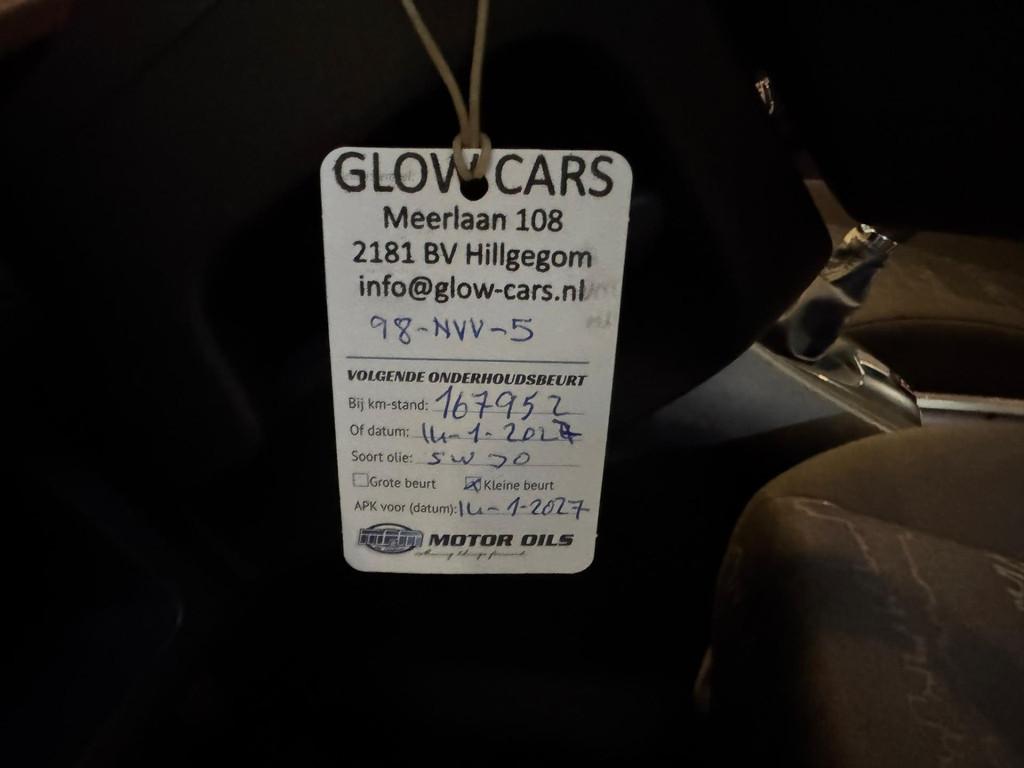 GLOW CARS
Meerlaan 108
2181 BV Hillgegom
info@glow-cars.nl
98-NVV-5
VOLGENDE ONDERHOUDSBEURT
Bij km-stand: 167952
Of datum: 14-1-2027
Soort olie: 5W30
Grote beurt Kleine beurt
APK voor (datum): 14-1-2027
MOTOR OILS